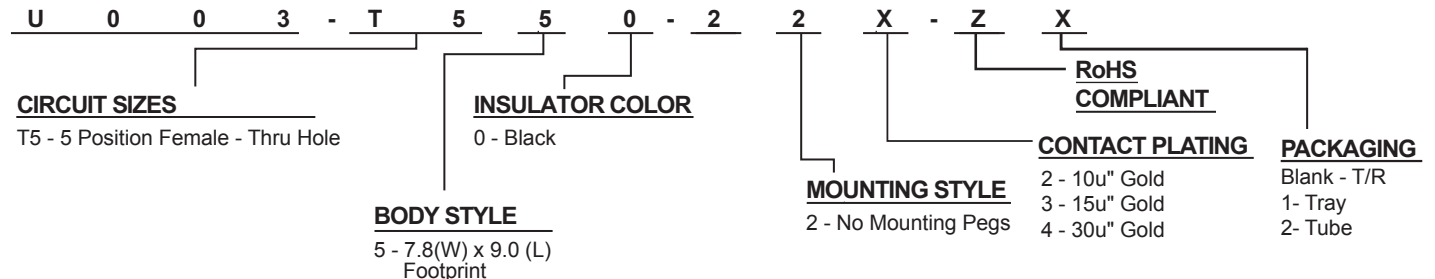 U 0 0 3 - T 5 5 0 - 2 2 X - Z X
CIRCUIT SIZES
T5 - 5 Position Female - Thru Hole
BODY STYLE
5 - 7.8(W) x 9.0 (L)
Footprint
INSULATOR COLOR
0 - Black
MOUNTING STYLE
2 - No Mounting Pegs
CONTACT PLATING
2 - 10u" Gold
3 - 15u" Gold
4 - 30u" Gold
RoHS
COMPLIANT
PACKAGING
Blank - T/R
1- Tray
2- Tube